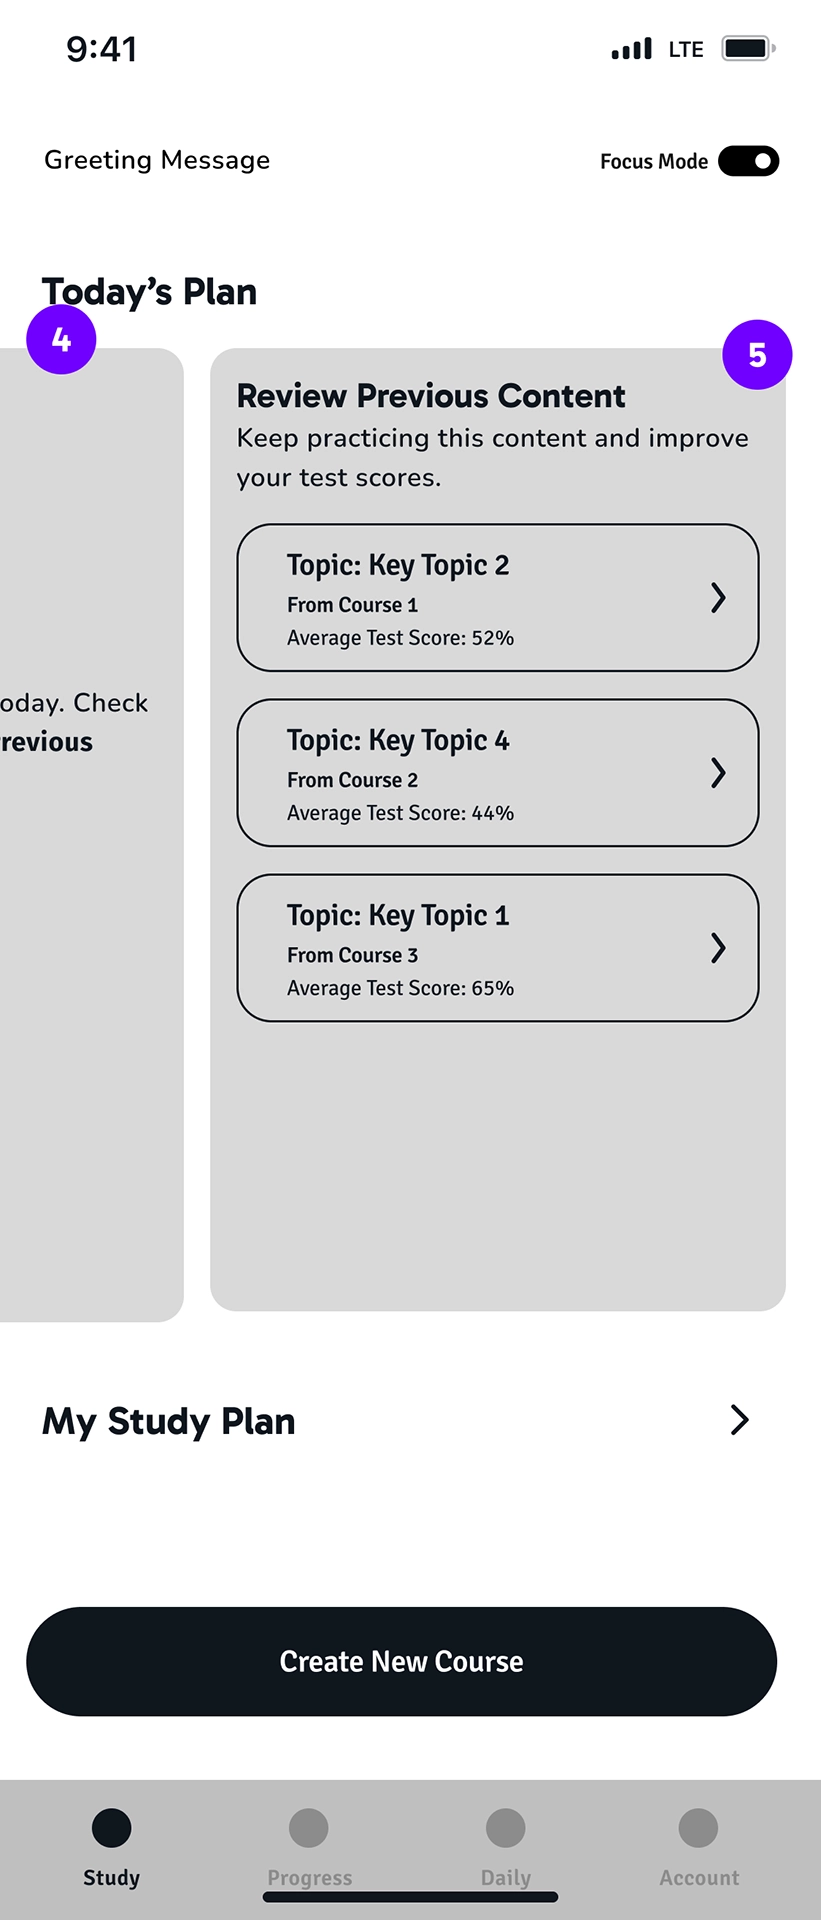 9:41
LTE
Greeting Message
Focus Mode
Today’s Plan
4
5
oday. Check
revious
Review Previous Content
Keep practicing this content and improve
your test scores.
Topic: Key Topic 2
From Course 1
Average Test Score: 52%
Topic: Key Topic 4
From Course 2
Average Test Score: 44%
Topic: Key Topic 1
From Course 3
Average Test Score: 65%
My Study Plan
Create New Course
Study
Progress
Daily
Account